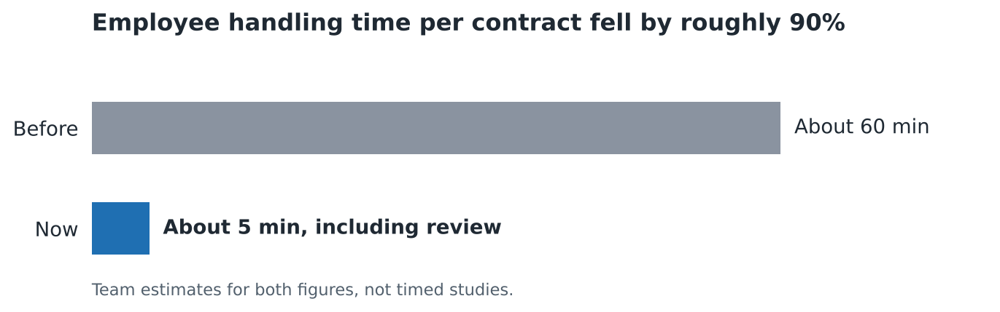 Employee handling time per contract fell by roughly 90%
Before
About 60 min
Now
About 5 min, including review
Team estimates for both figures, not timed studies.